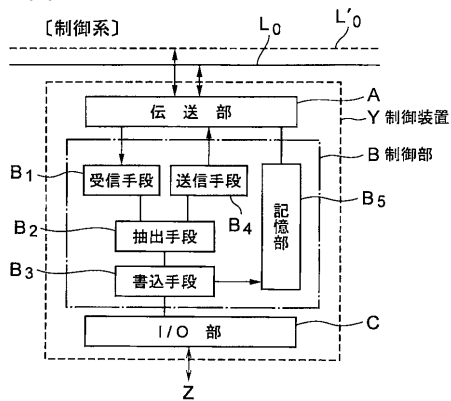 〔制御系〕
L₀
L'₀
伝送部
A
Y 制御装置
B 制御部
B₁
受信手段
送信手段
B₄
記憶部
B₅
B₂
抽出手段
B₃
書込手段
I/O 部
C
Z